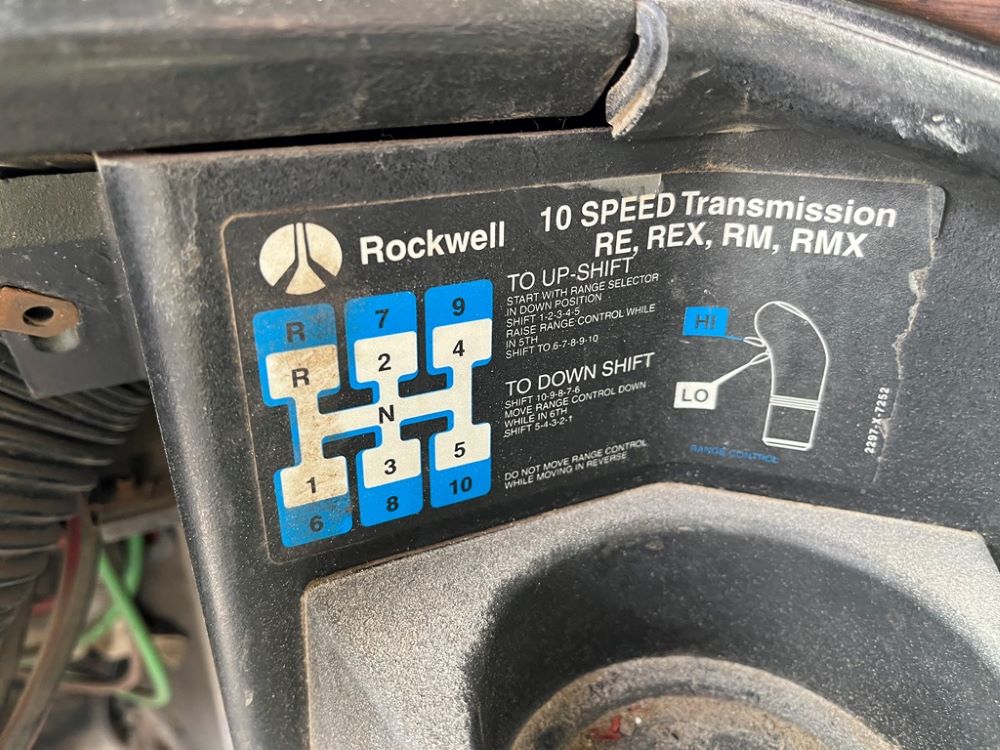 Rockwell
10 SPEED Transmission
RE, REX, RM, RMX
R 7 9
R 2 4
N
1 3 5
6 8 10
TO UP-SHIFT
START WITH RANGE SELECTOR
IN DOWN POSITION
SHIFT 1-2-3-4-5
RAISE RANGE CONTROL WHILE
IN 5TH
SHIFT TO 6-7-8-9-10
TO DOWN SHIFT
SHIFT 10-9-8-7-6
MOVE RANGE CONTROL DOWN
WHILE IN 6TH
SHIFT 5-4-3-2-1
DO NOT MOVE RANGE CONTROL
WHILE MOVING IN REVERSE
HI
LO
RANGE CONTROL
2297-X-7252